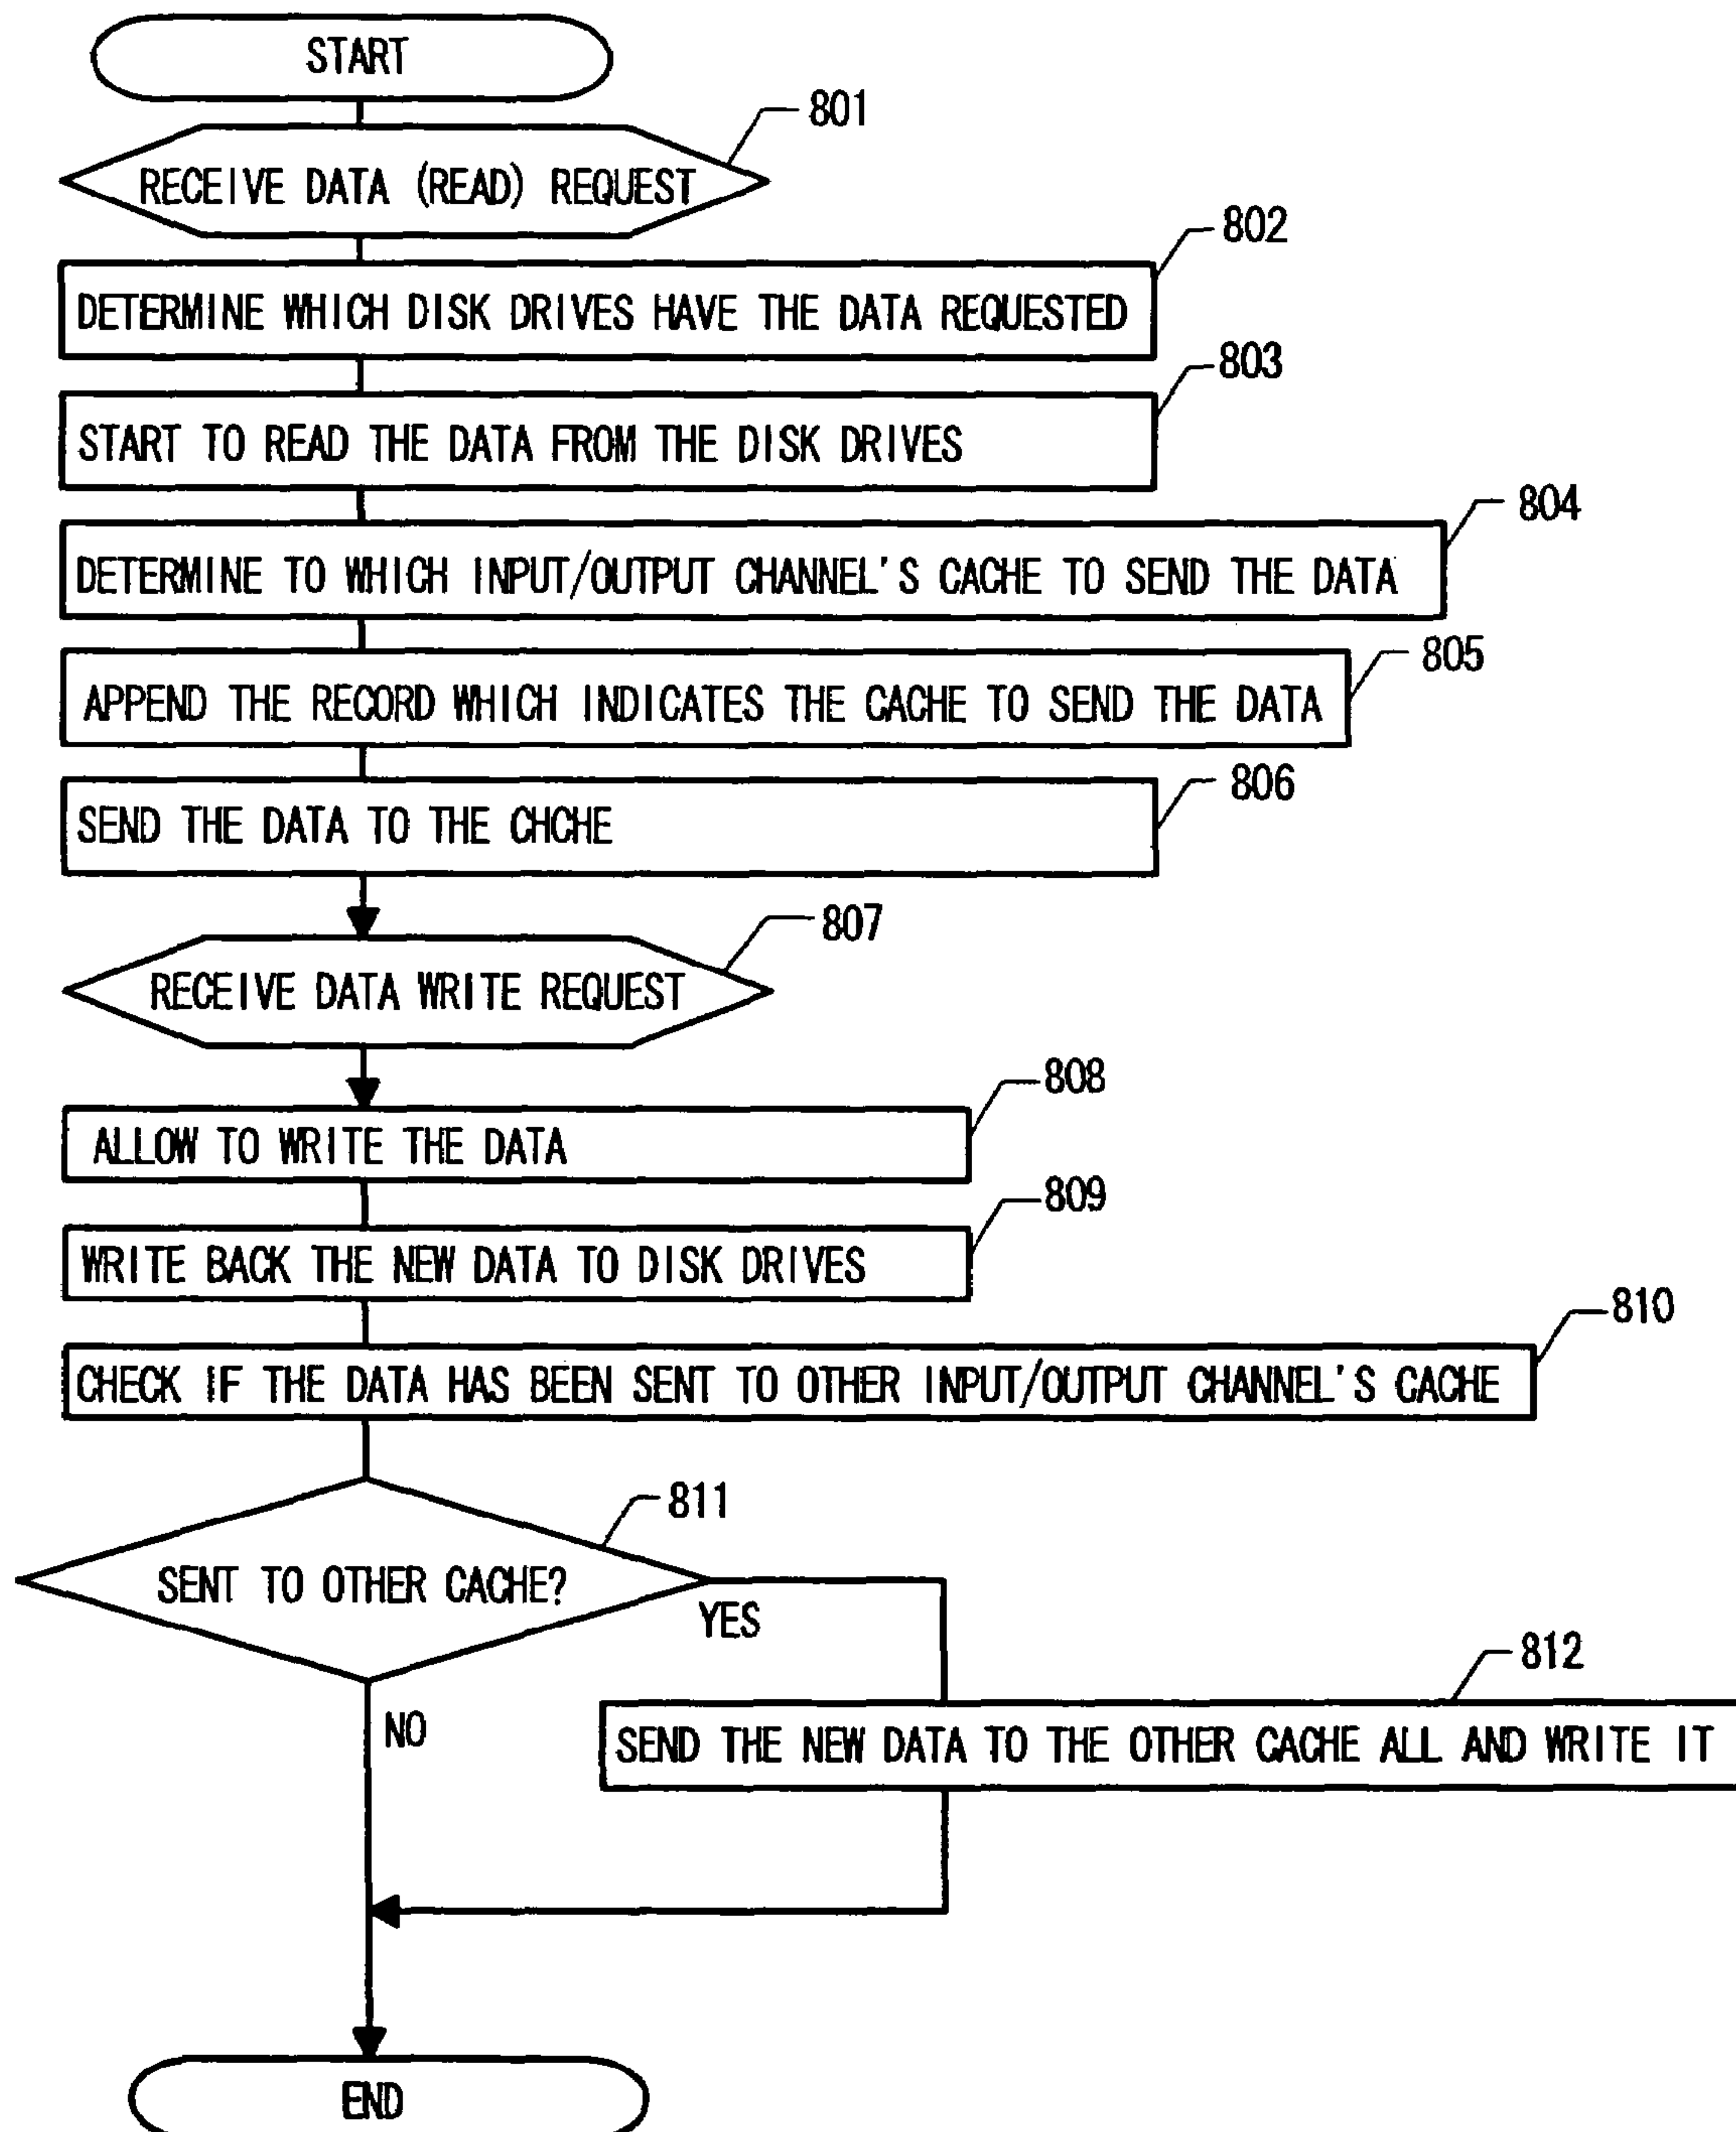 START
801
RECEIVE DATA (READ) REQUEST
802
DETERMINE WHICH DISK DRIVES HAVE THE DATA REQUESTED
803
START TO READ THE DATA FROM THE DISK DRIVES
804
DETERMINE TO WHICH INPUT/OUTPUT CHANNEL'S CACHE TO SEND THE DATA
805
APPEND THE RECORD WHICH INDICATES THE CACHE TO SEND THE DATA
806
SEND THE DATA TO THE CHCHE
807
RECEIVE DATA WRITE REQUEST
808
ALLOW TO WRITE THE DATA
809
WRITE BACK THE NEW DATA TO DISK DRIVES
810
CHECK IF THE DATA HAS BEEN SENT TO OTHER INPUT/OUTPUT CHANNEL'S CACHE
811
SENT TO OTHER CACHE?
YES
812
NO
SEND THE NEW DATA TO THE OTHER CACHE ALL AND WRITE IT
END